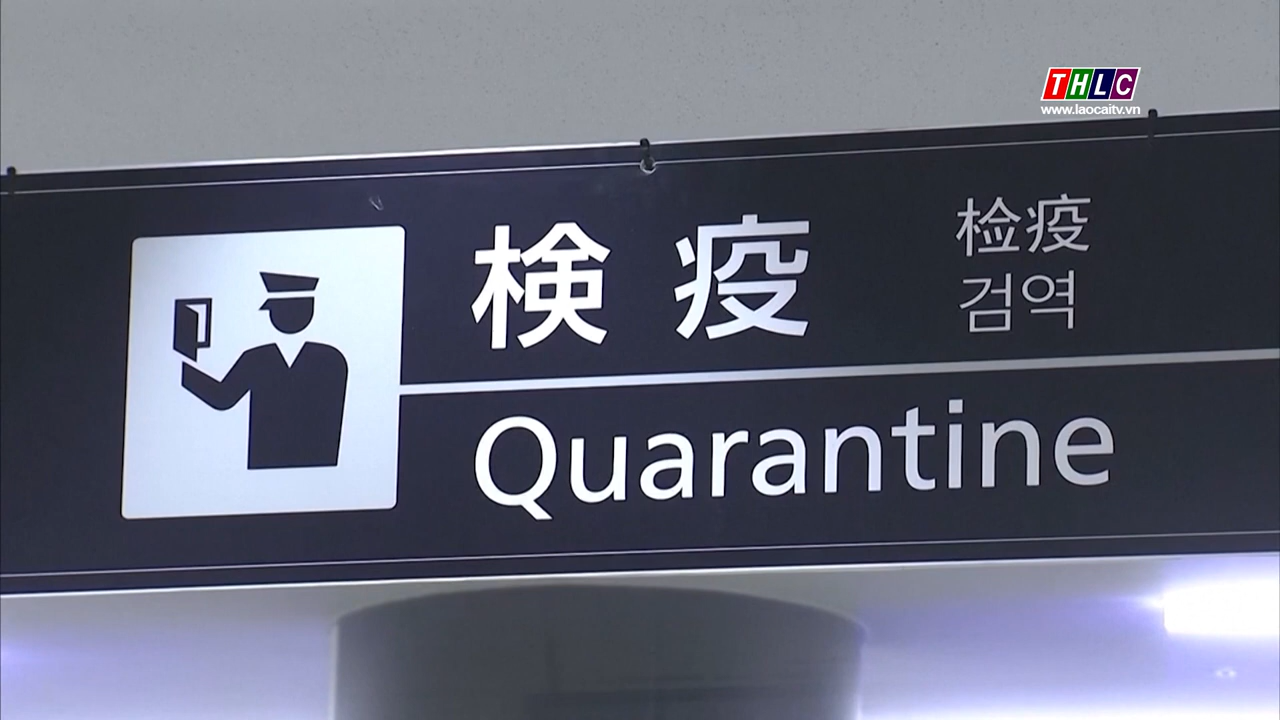 THLC
www.laocaitv.vn
検疫
检疫
검역
Quarantine